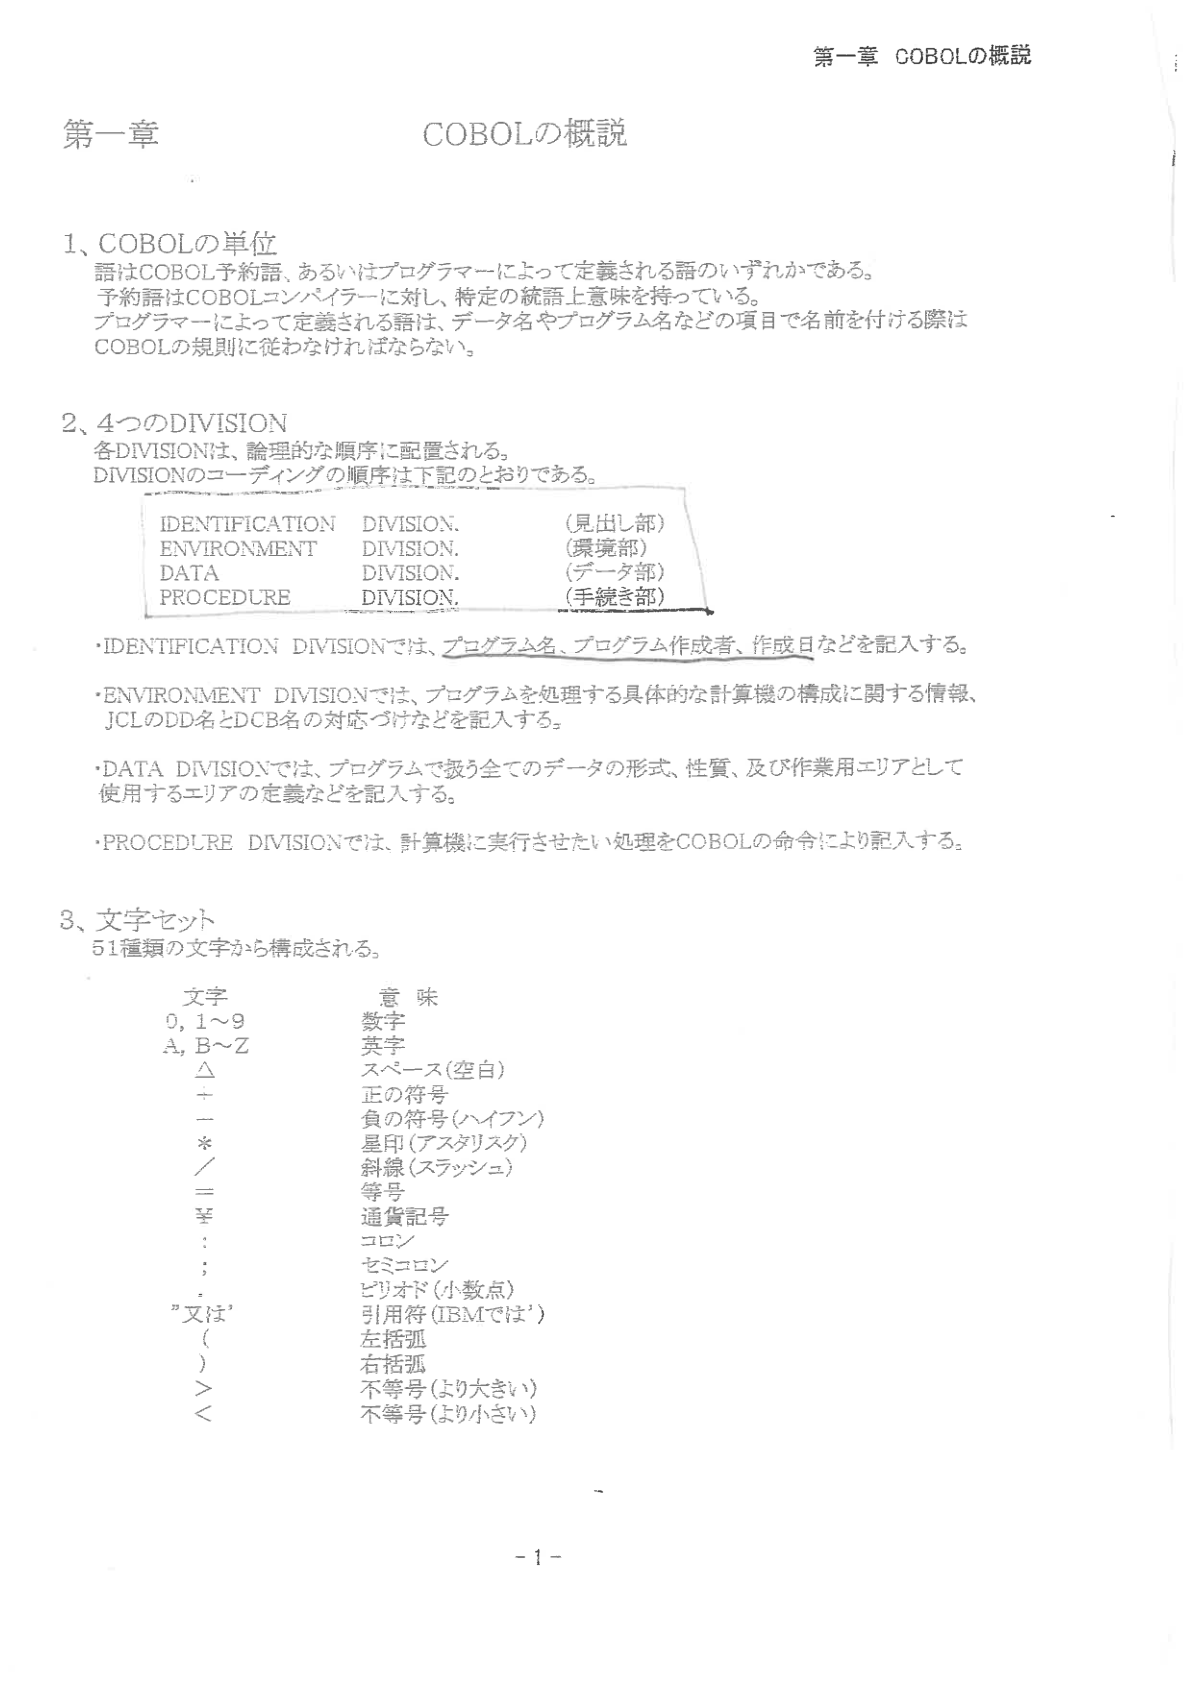 第一章 COBOLの概説
第一章 COBOLの概説
1、COBOLの単位
語はCOBOL予約語、あるいはプログラマーによって定義される語のいずれかである。
予約語はCOBOLコンパイラーに対し、特定の統語上意味を持っている。
プログラマーによって定義される語は、データ名やプログラム名などの項目で名前を付ける際は
COBOLの規則に従わなければならない。
2、4つのDIVISION
各DIVISIONは、論理的な順序に配置される。
DIVISIONのコーディングの順序は下記のとおりである。
IDENTIFICATION DIVISION. (見出し部)
ENVIRONMENT DIVISION. (環境部)
DATA DIVISION. (データ部)
PROCEDURE DIVISION. (手続き部)
・IDENTIFICATION DIVISIONでは、プログラム名、プログラム作成者、作成日などを記入する。
・ENVIRONMENT DIVISIONでは、プログラムを処理する具体的な計算機の構成に関する情報、
JCLのDD名とDCB名の対応づけなどを記入する。
・DATA DIVISIONでは、プログラムで扱う全てのデータの形式、性質、及び作業用エリアとして
使用するエリアの定義などを記入する。
・PROCEDURE DIVISIONでは、計算機に実行させたい処理をCOBOLの命令により記入する。
3、文字セット
51種類の文字から構成される。
文字 意 味
0, 1～9 数字
A, B～Z 英字
△ スペース(空白)
+ 正の符号
－ 負の符号(ハイフン)
* 星印(アスタリスク)
／ 斜線(スラッシュ)
＝ 等号
¥ 通貨記号
: コロン
; セミコロン
. ピリオド(小数点)
”又は’ 引用符(IBMでは’)
( 左括弧
) 右括弧
＞ 不等号(より大きい)
＜ 不等号(より小さい)
- 1 -